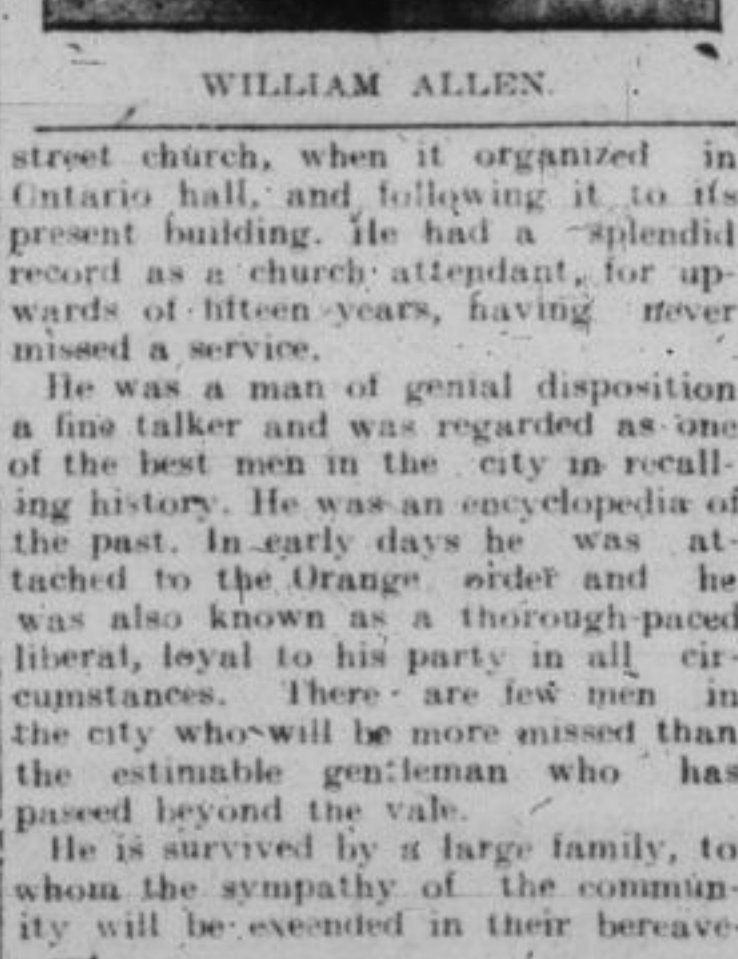 WILLIAM ALLEN.
street church, when it organized in
Ontario hall, and following it to its
present building. He had a splendid
record as a church attendant, for up-
wards of fifteen years, having never
missed a service.
He was a man of genial disposition
a fine talker and was regarded as one
of the best men in the city in recall-
ing history. He was an encyclopedia of
the past. In early days he was at-
tached to the Orange order and he
was also known as a thorough-paced
liberal, loyal to his party in all cir-
cumstances. There are few men in
the city who will be more missed than
the estimable gentleman who has
paseed beyond the vale.
He is survived by a large family, to
whom the sympathy of the commun-
ity will be exeended in their bereave-